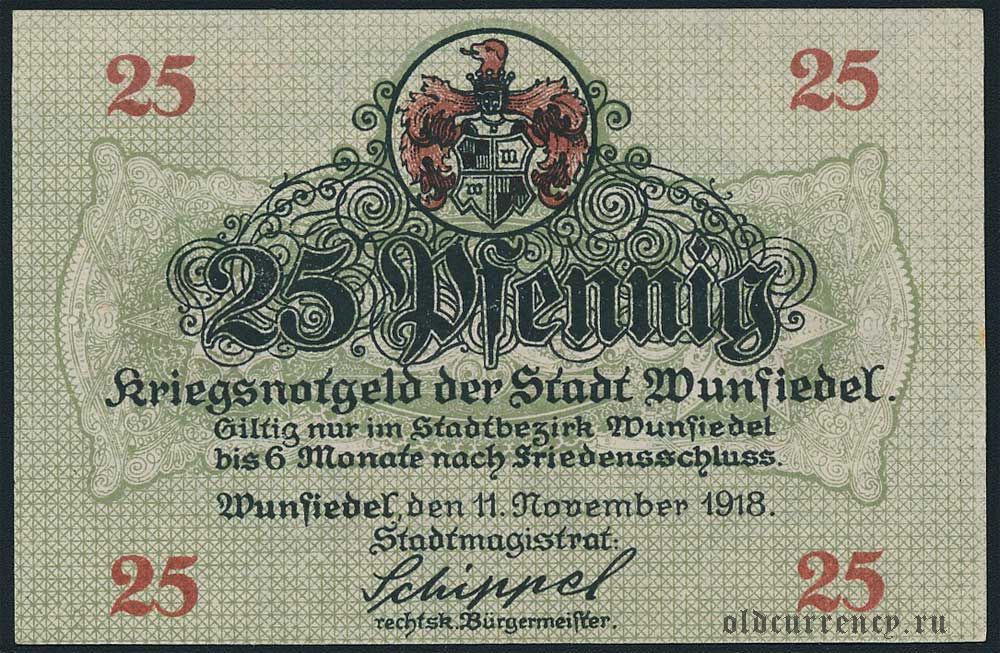 25 25
W
W
25 Pfennig
Kriegsnotgeld der Stadt Wunsiedel.
Giltig nur im Stadtbezirk Wunsiedel
bis 6 Monate nach Friedensschluss.
Wunsiedel, den 11. November 1918.
Stadtmagistrat:
Schippel
rechtsk. Bürgermeister.
25 25
oldcurrency.ru